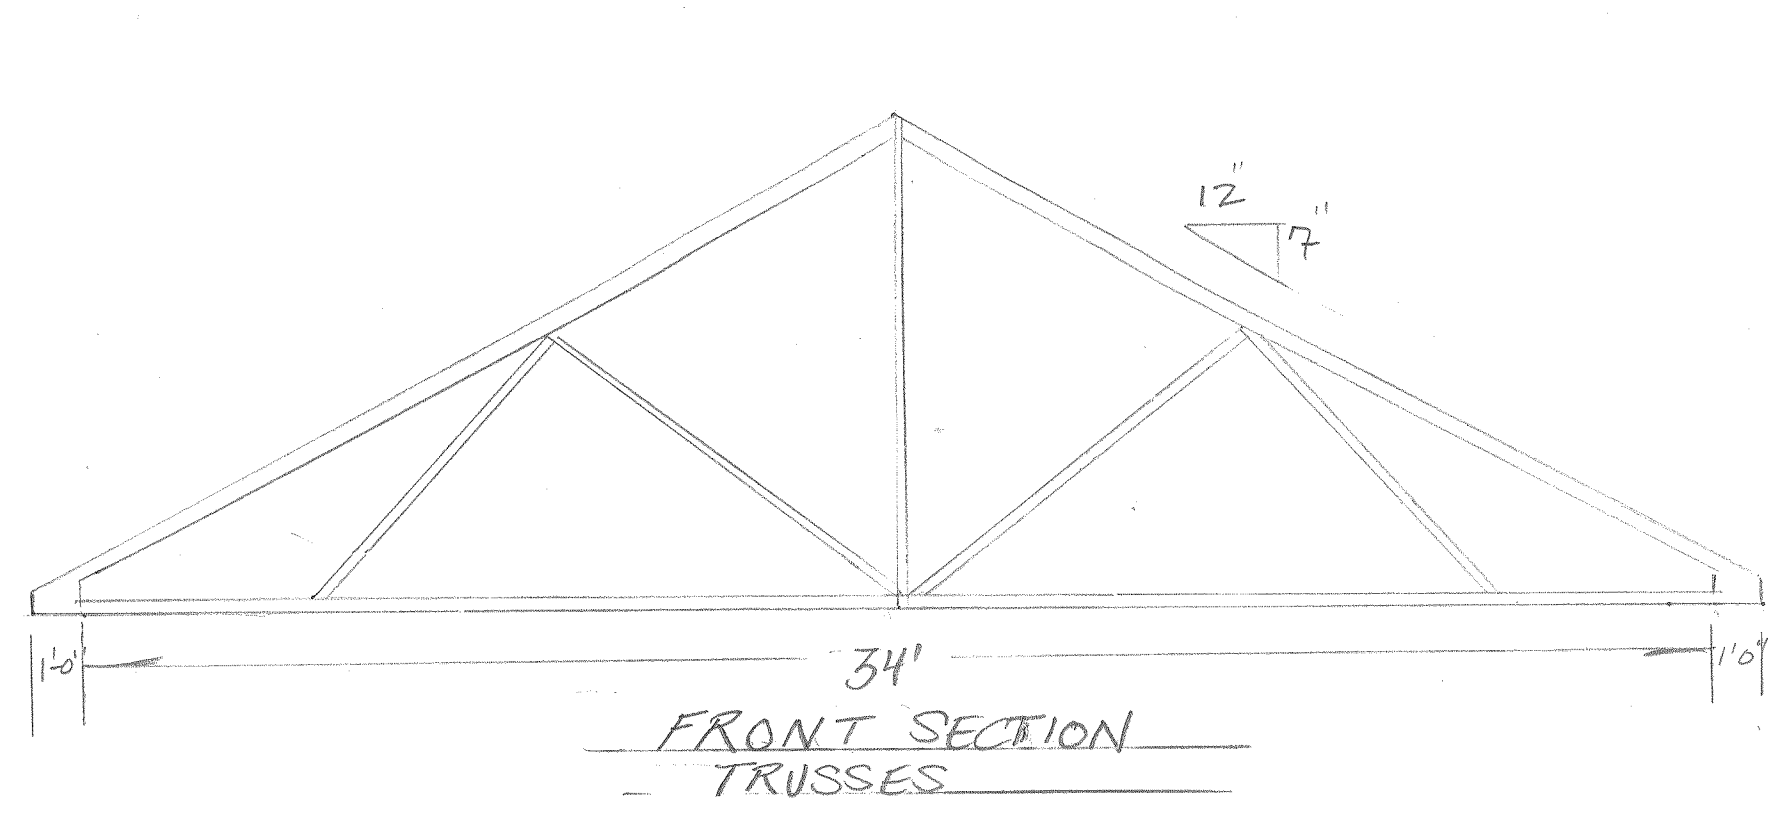 12"
7"
1'-0"
34'
1'0"
FRONT SECTION
TRUSSES